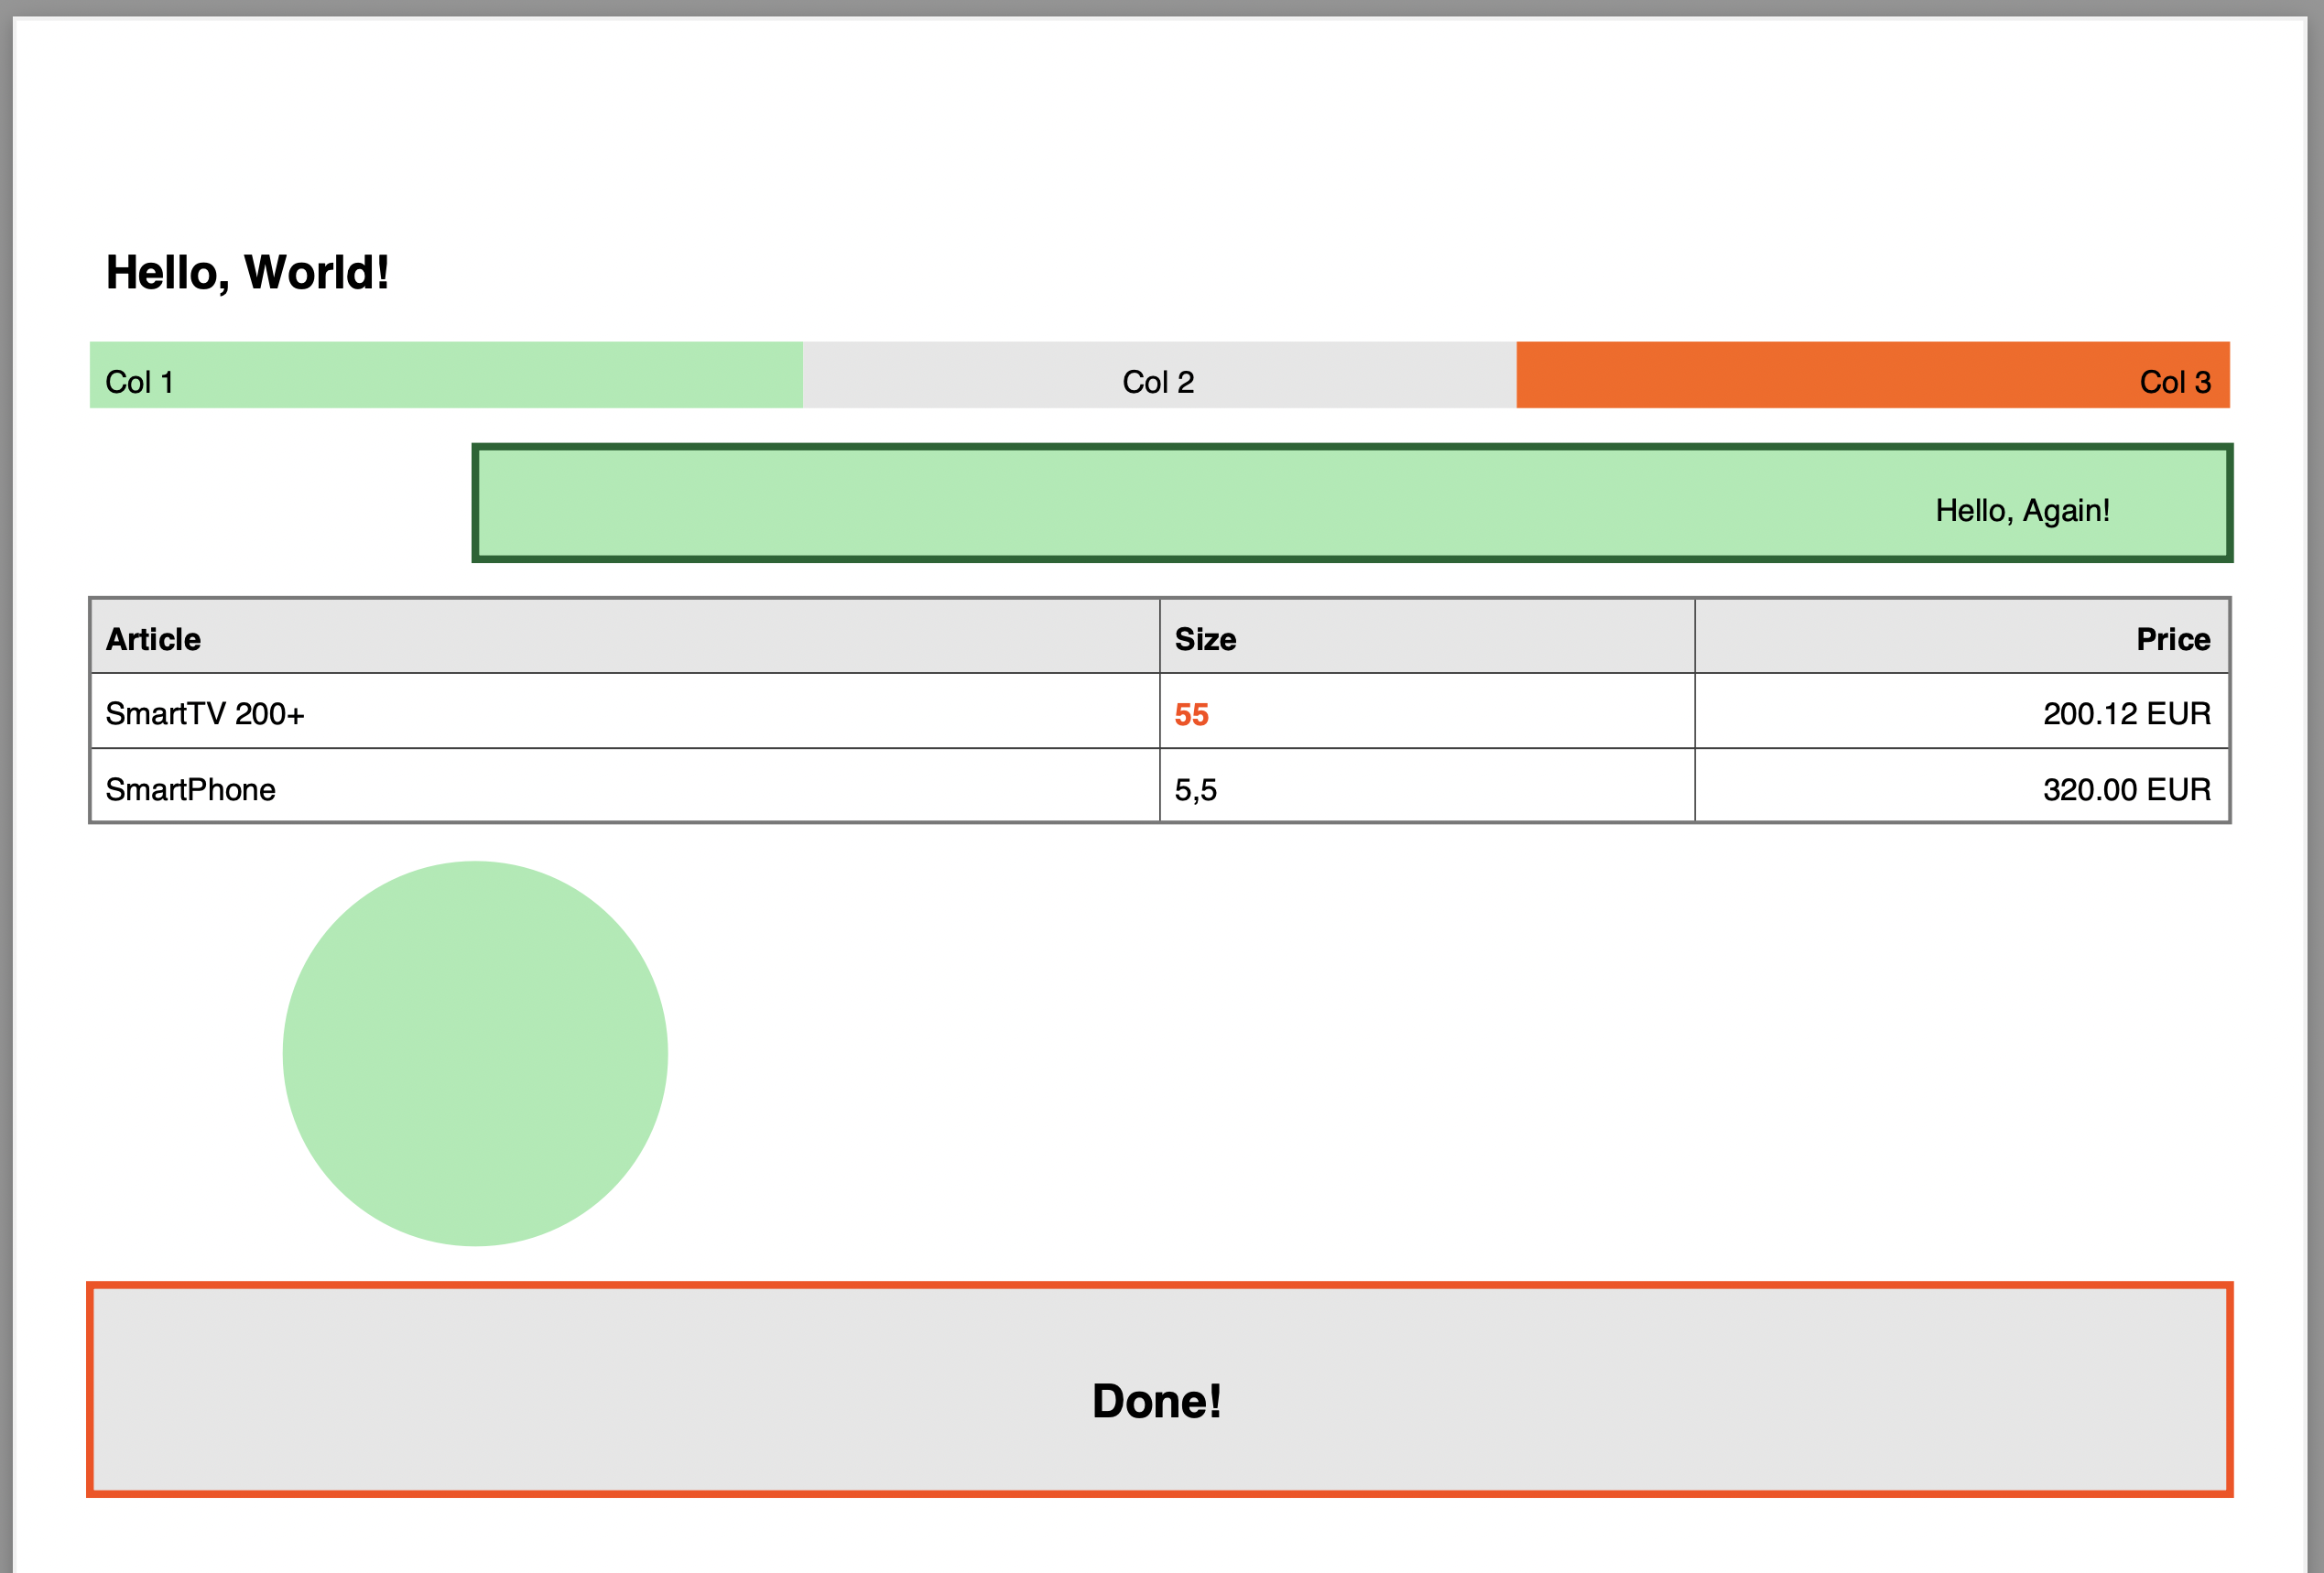 Hello, World!
Col 1 Col 2 Col 3
Hello, Again!
Article Size Price
SmartTV 200+ 55 200.12 EUR
SmartPhone 5,5 320.00 EUR
Done!